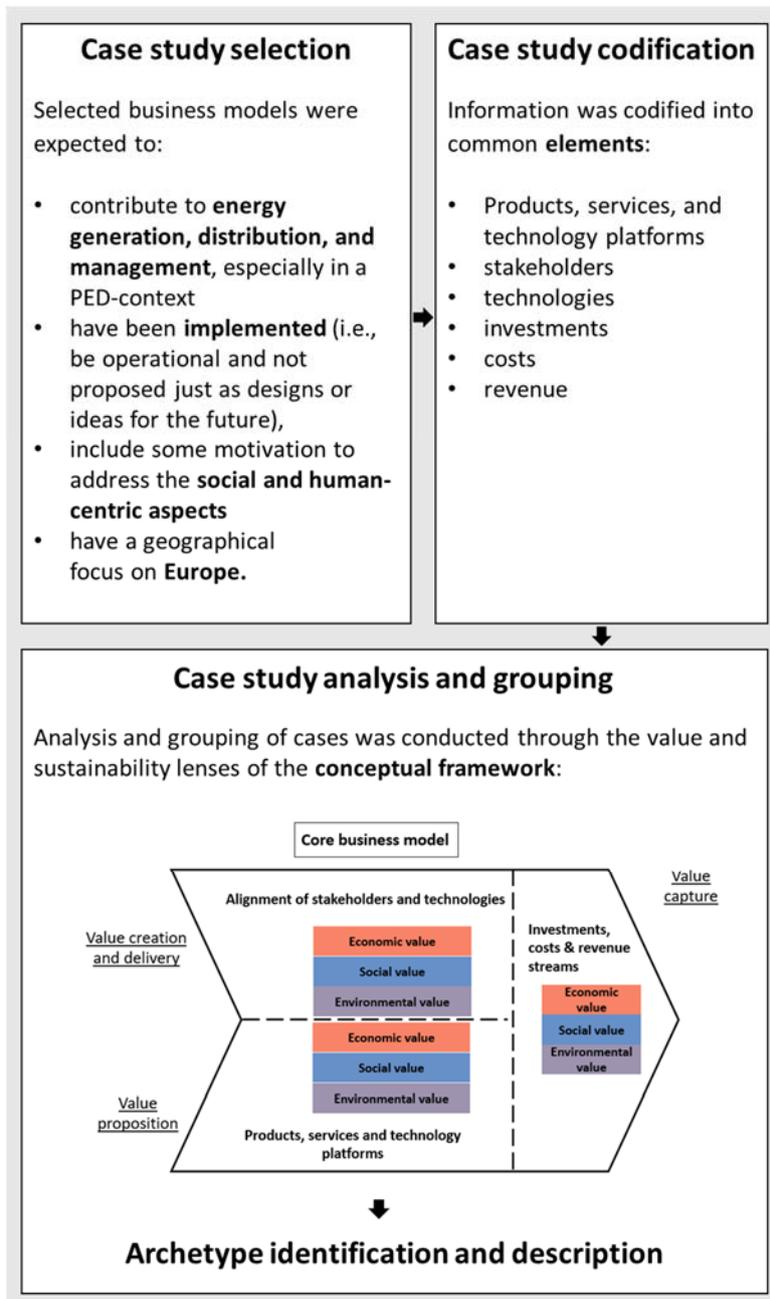 Case study selection
Selected business models were
expected to:
• contribute to energy
generation, distribution, and
management, especially in a
PED-context
• have been implemented (i.e.,
be operational and not
proposed just as designs or
ideas for the future),
• include some motivation to
address the social and human-
centric aspects
• have a geographical
focus on Europe.
Case study codification
Information was codified into
common elements:
• Products, services, and
technology platforms
• stakeholders
• technologies
• investments
• costs
• revenue
Case study analysis and grouping
Analysis and grouping of cases was conducted through the value and
sustainability lenses of the conceptual framework:
Core business model
Value creation
and delivery
Alignment of stakeholders and technologies
Economic value
Social value
Environmental value
Value
proposition
Economic value
Social value
Environmental value
Products, services and technology
platforms
Value
capture
Investments,
costs & revenue
streams
Economic
value
Social value
Environmental
value
Archetype identification and description